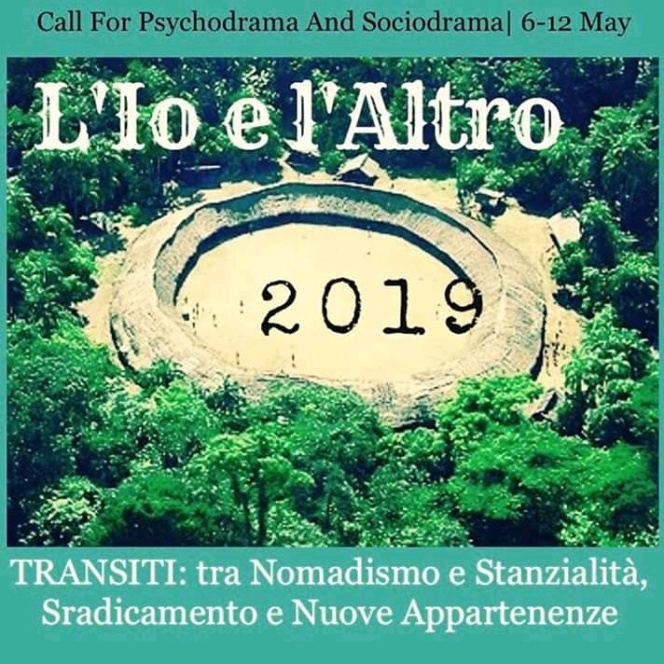 Call For Psychodrama And Sociodrama| 6-12 May
L'Io e l'Altro
2019
TRANSITI: tra Nomadismo e Stanzialità,
Sradicamento e Nuove Appartenenze